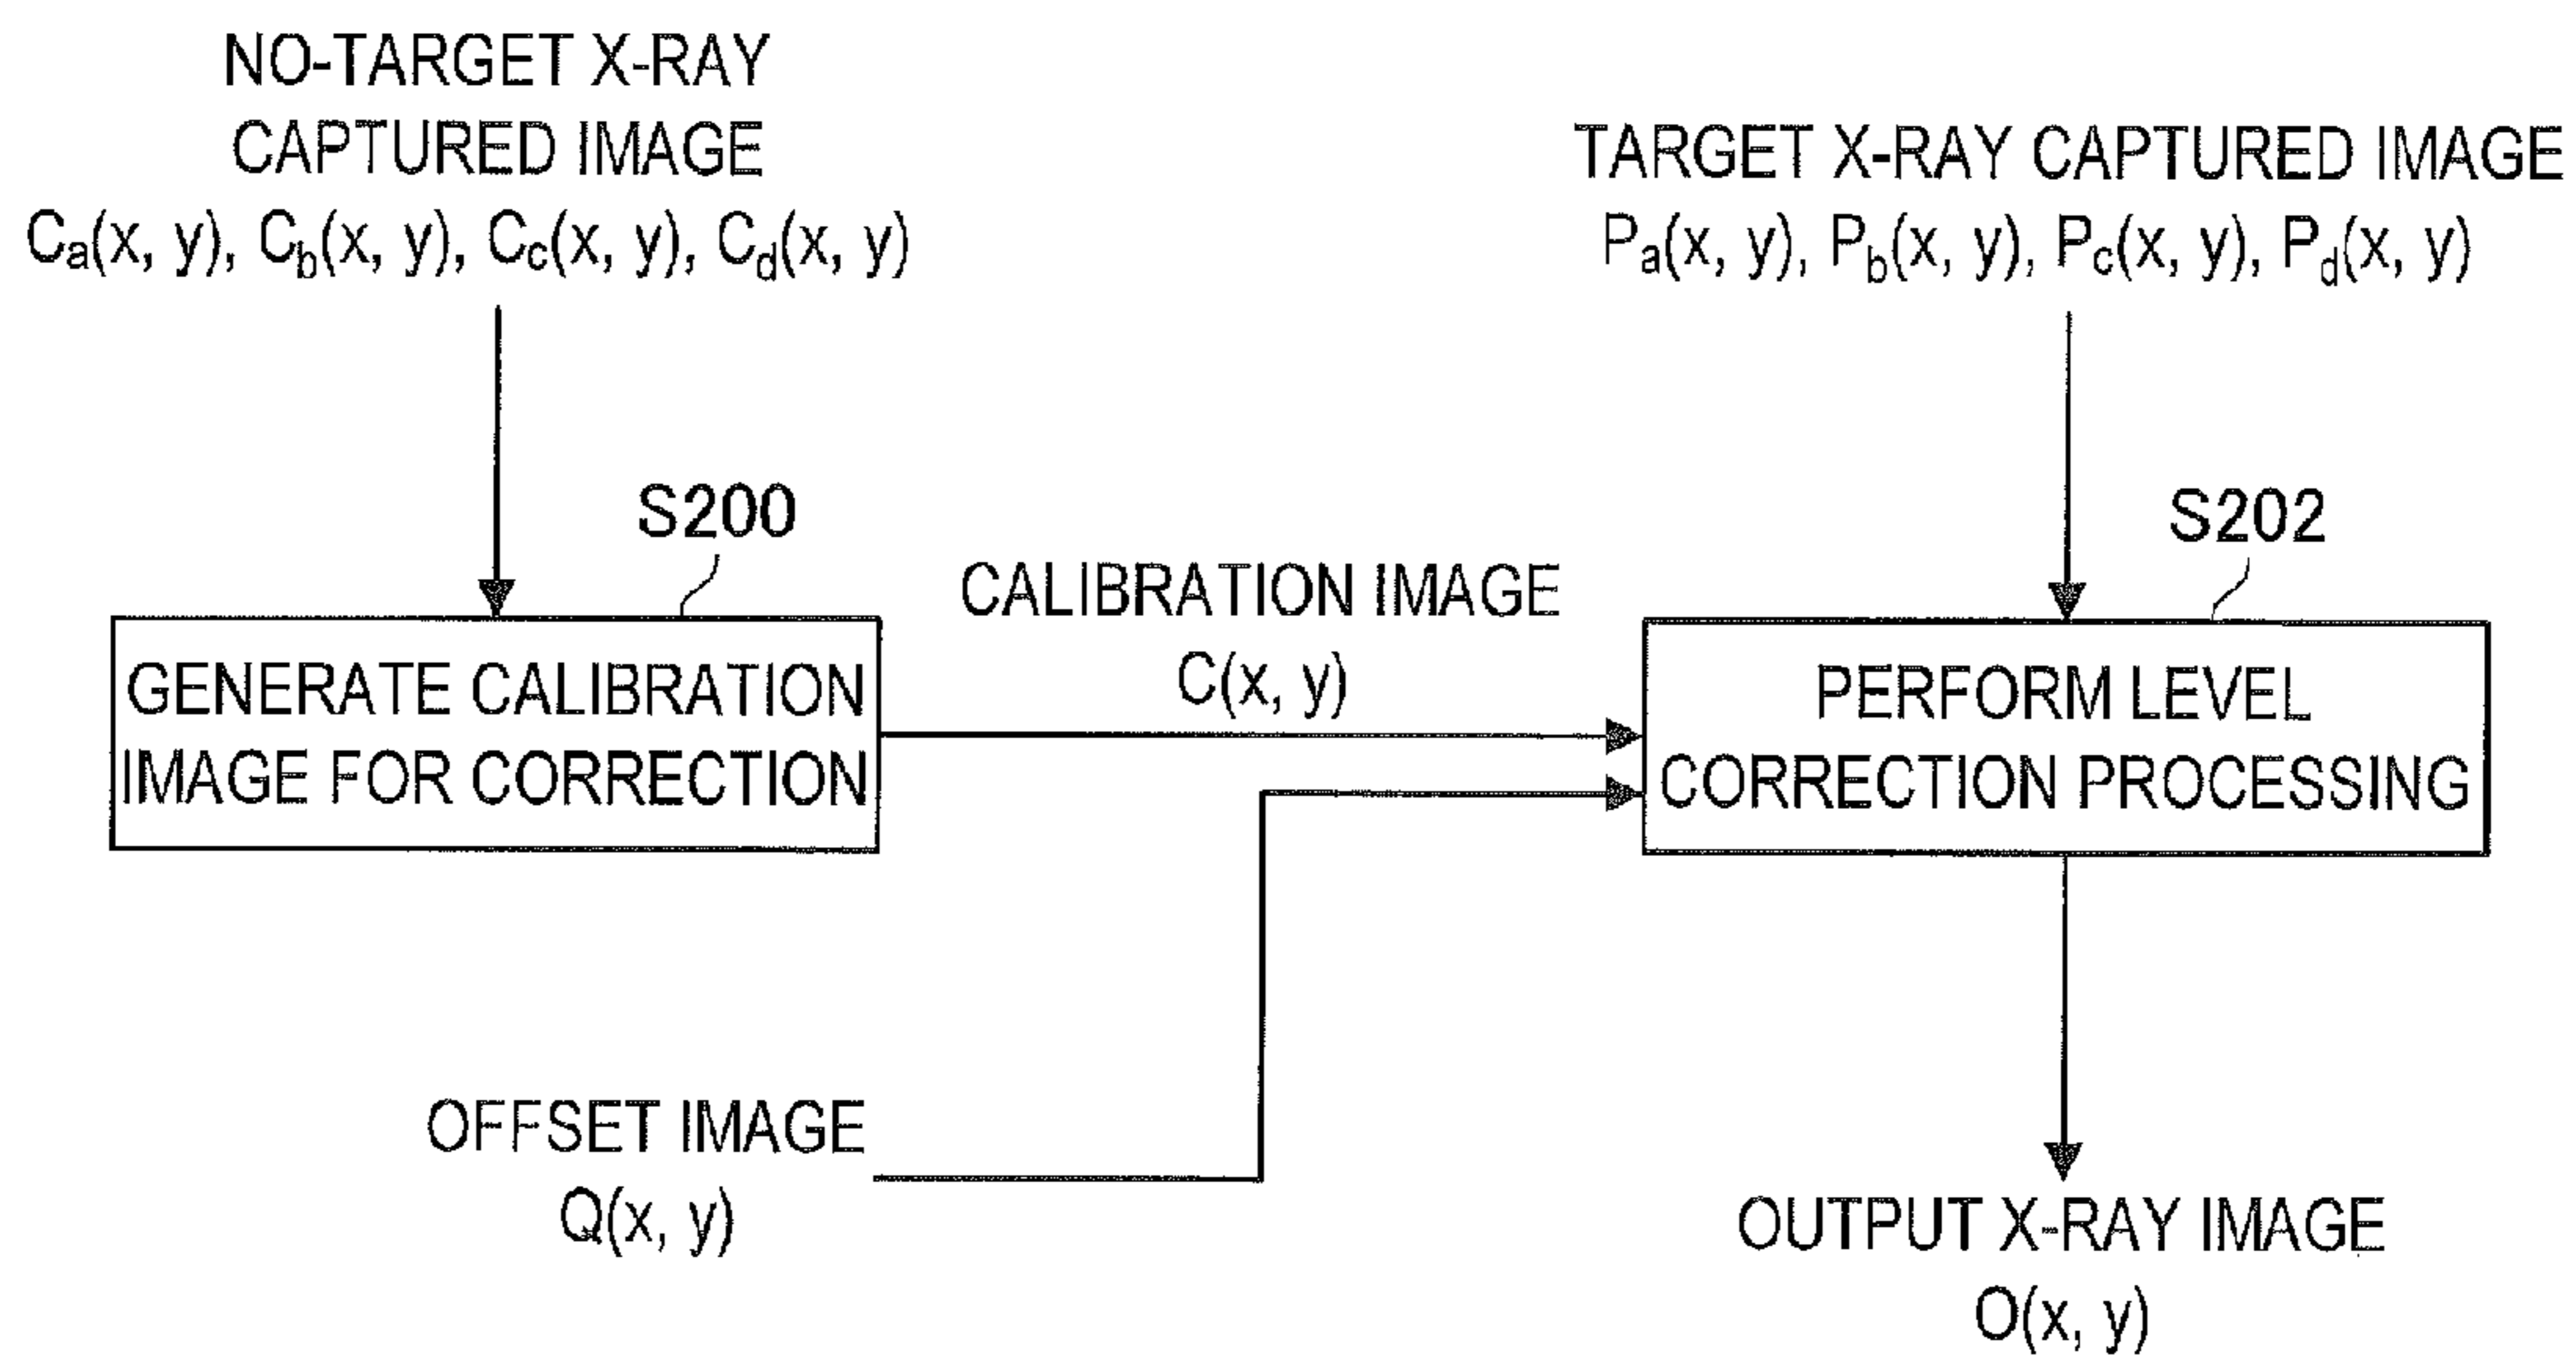 NO-TARGET X-RAY
CAPTURED IMAGE
Ca(x, y), Cb(x, y), Cc(x, y), Cd(x, y)
TARGET X-RAY CAPTURED IMAGE
Pa(x, y), Pb(x, y), Pc(x, y), Pd(x, y)
S200
GENERATE CALIBRATION
IMAGE FOR CORRECTION
CALIBRATION IMAGE
C(x, y)
S202
PERFORM LEVEL
CORRECTION PROCESSING
OFFSET IMAGE
Q(x, y)
OUTPUT X-RAY IMAGE
O(x, y)